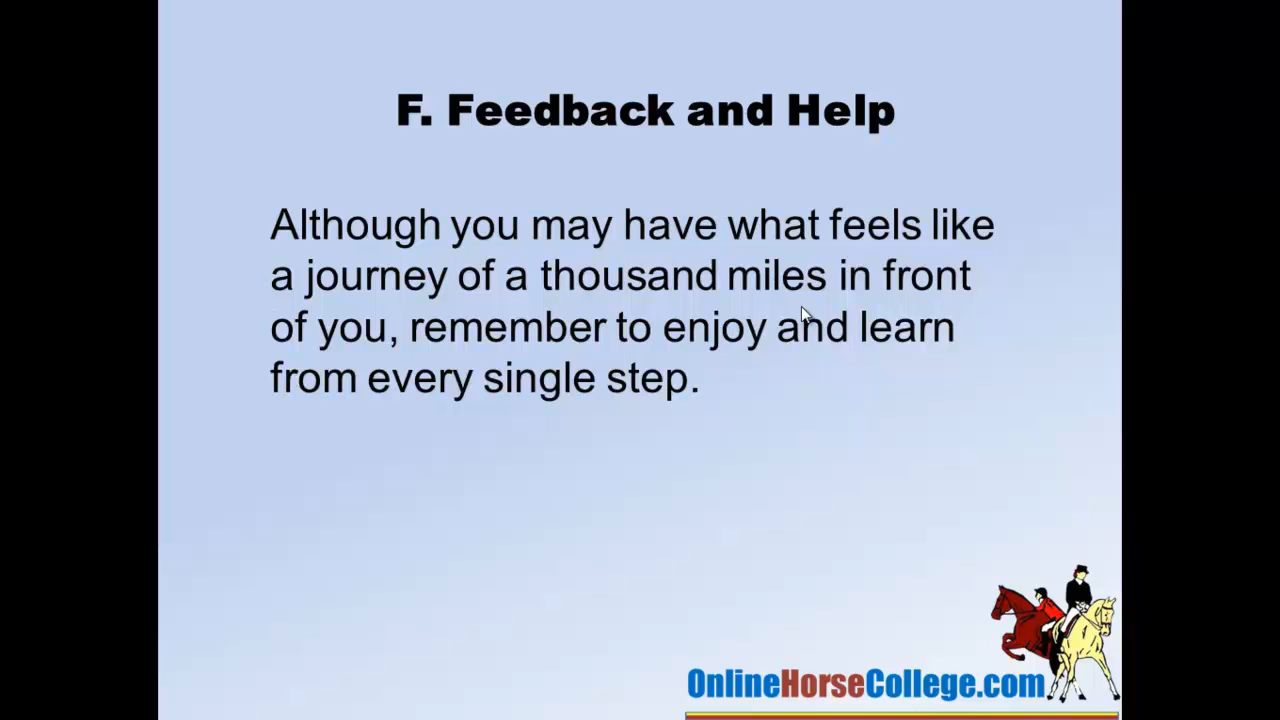 F. Feedback and Help
Although you may have what feels like
a journey of a thousand miles in front
of you, remember to enjoy and learn
from every single step.
OnlineHorseCollege.com